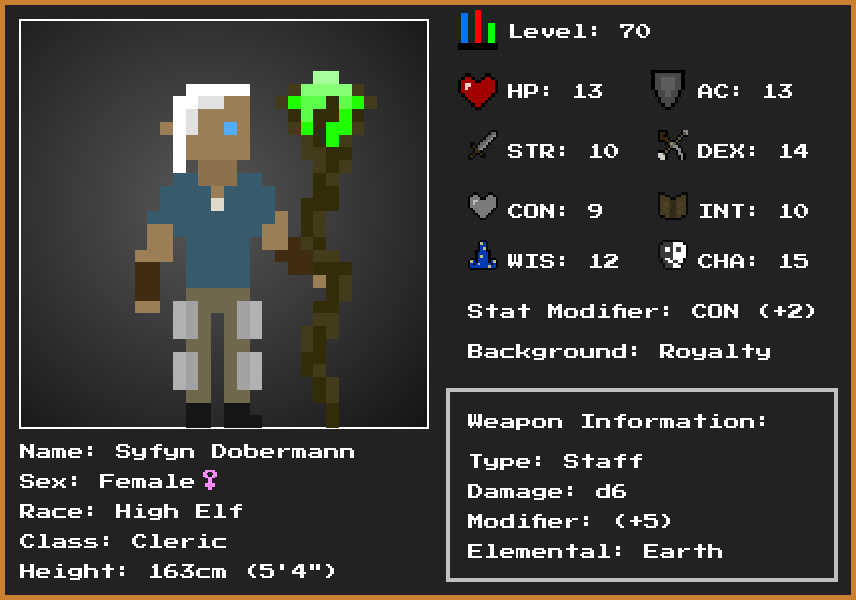 Level: 70
HP: 13 AC: 13
STR: 10 DEX: 14
CON: 9 INT: 10
WIS: 12 CHA: 15
Stat Modifier: CON (+2)
Background: Royalty
Weapon Information:
Type: Staff
Damage: d6
Modifier: (+5)
Elemental: Earth
Name: Syfyn Dobermann
Sex: Female♀
Race: High Elf
Class: Cleric
Height: 163cm (5'4")